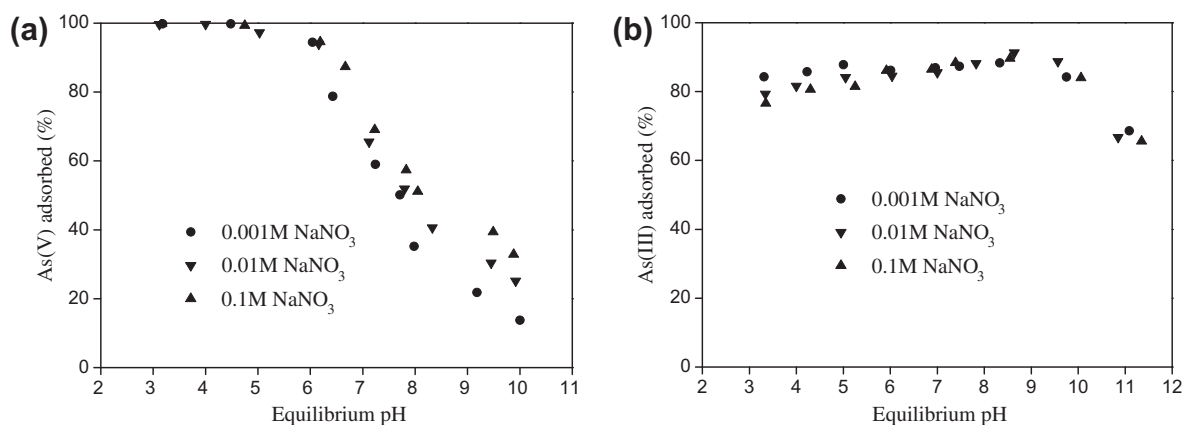 (a)
100
80
60
40
20
0
As(V) adsorbed (%)
0.001M NaNO3
0.01M NaNO3
0.1M NaNO3
2 3 4 5 6 7 8 9 10 11
Equilibrium pH
(b)
100
80
60
40
20
0
As(III) adsorbed (%)
0.001M NaNO3
0.01M NaNO3
0.1M NaNO3
2 3 4 5 6 7 8 9 10 11 12
Equilibrium pH